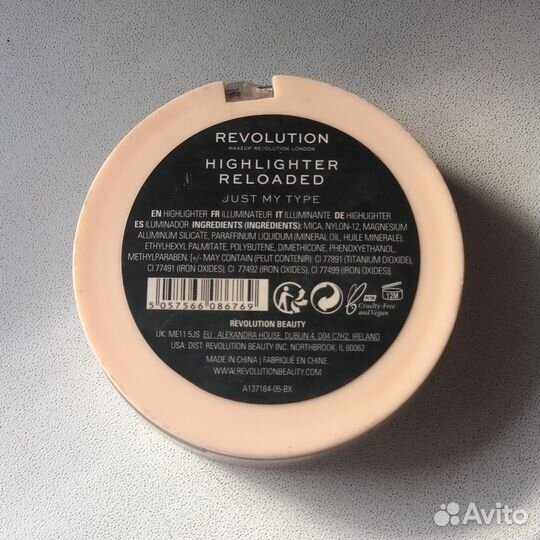 REVOLUTION
MAKEUP REVOLUTION LONDON
HIGHLIGHTER
RELOADED
JUST MY TYPE
EN HIGHLIGHTER FR ILLUMINATEUR IT ILLUMINANTE DE HIGHLIGHTER
ES ILUMINADOR INGREDIENTS (INGRÉDIENTS): MICA, NYLON-12, MAGNESIUM
ALUMINUM SILICATE, PARAFFINUM LIQUIDUM (MINERAL OIL, HUILE MINERALE),
ETHYLHEXYL PALMITATE, POLYBUTENE, DIMETHICONE, PHENOXYETHANOL,
METHYLPARABEN. [+/- MAY CONTAIN (PEUT CONTENIR): CI 77891 (TITANIUM DIOXIDE),
CI 77491 (IRON OXIDES), CI 77492 (IRON OXIDES), CI 77499 (IRON OXIDES)]
5 057566 086769
PETA
Cruelty-Free
and Vegan
12M
REVOLUTION BEAUTY
UK: ME11 5JS EU: ALEXANDRA HOUSE, DUBLIN 4, D04 C7H2, IRELAND
USA: DIST. REVOLUTION BEAUTY INC. NORTHBROOK, IL 60062
MADE IN CHINA | FABRIQUÉ EN CHINE
WWW.REVOLUTIONBEAUTY.COM
A137164-05-BX
Avito